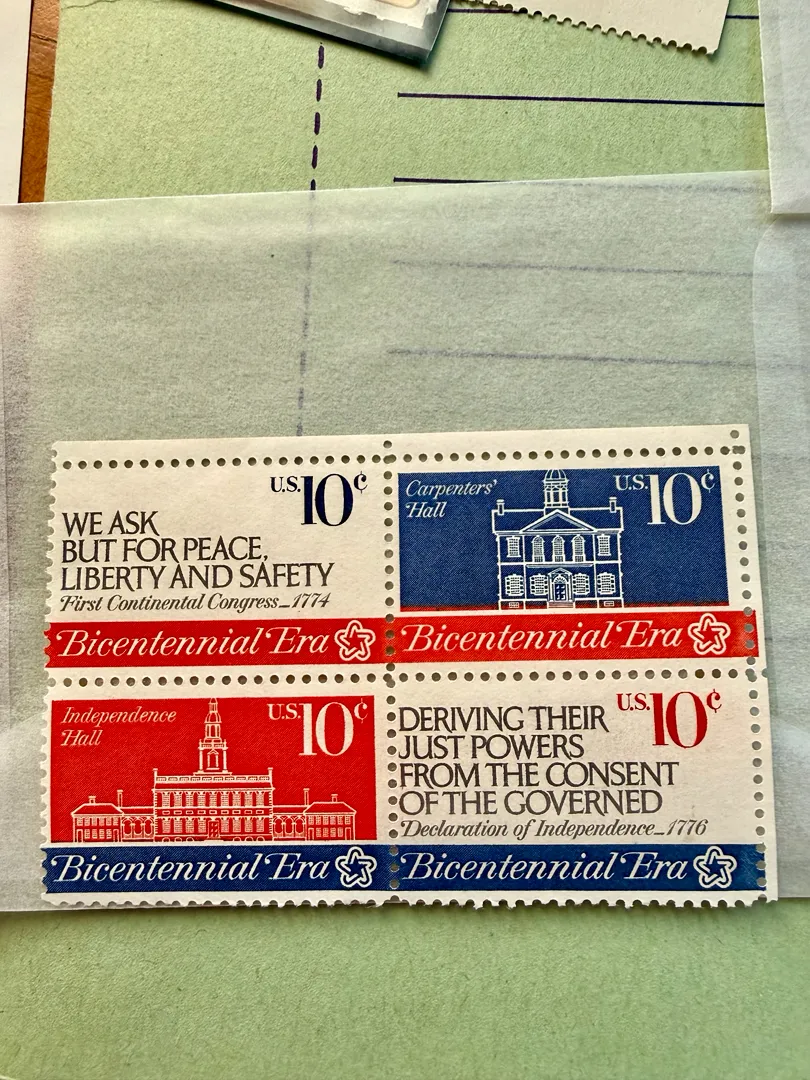 U.S. 10¢
WE ASK
BUT FOR PEACE,
LIBERTY AND SAFETY
First Continental Congress_1774
Bicentennial Era
Carpenters'
Hall
U.S. 10¢
Bicentennial Era
Independence
Hall
U.S. 10¢
Bicentennial Era
U.S. 10¢
DERIVING THEIR
JUST POWERS
FROM THE CONSENT
OF THE GOVERNED
Declaration of Independence_1776
Bicentennial Era